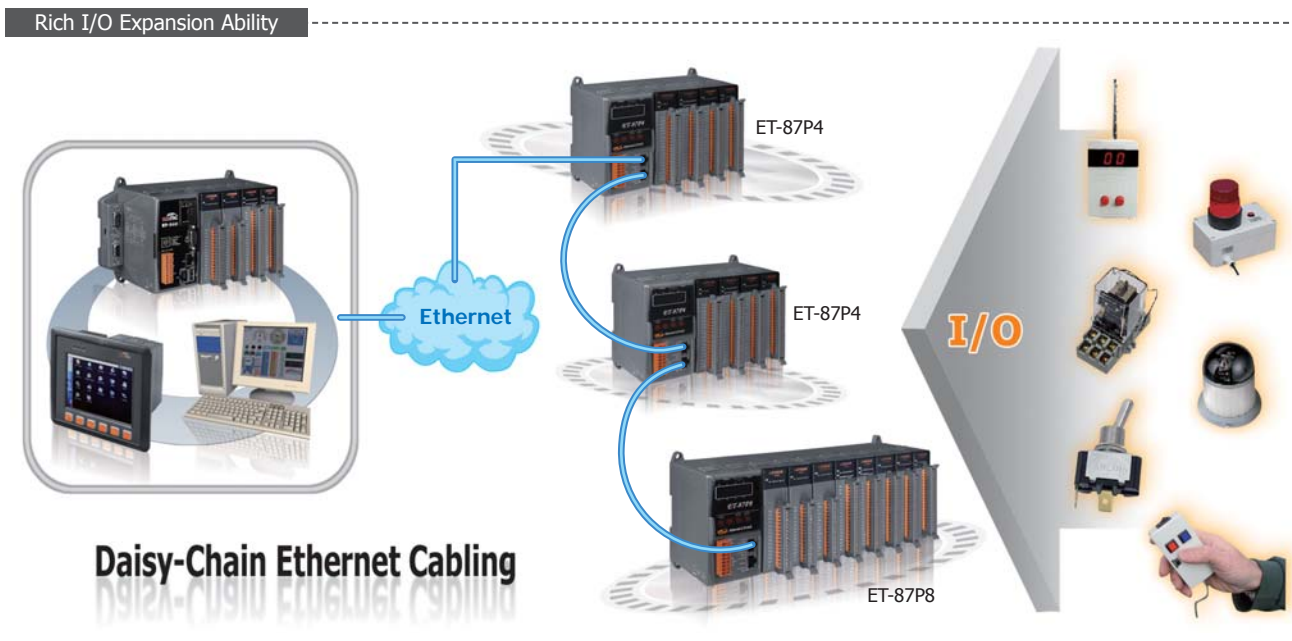 Rich I/O Expansion Ability
ET-87P4
Ethernet
ET-87P4
I/O
ET-87P8
Daisy-Chain Ethernet Cabling